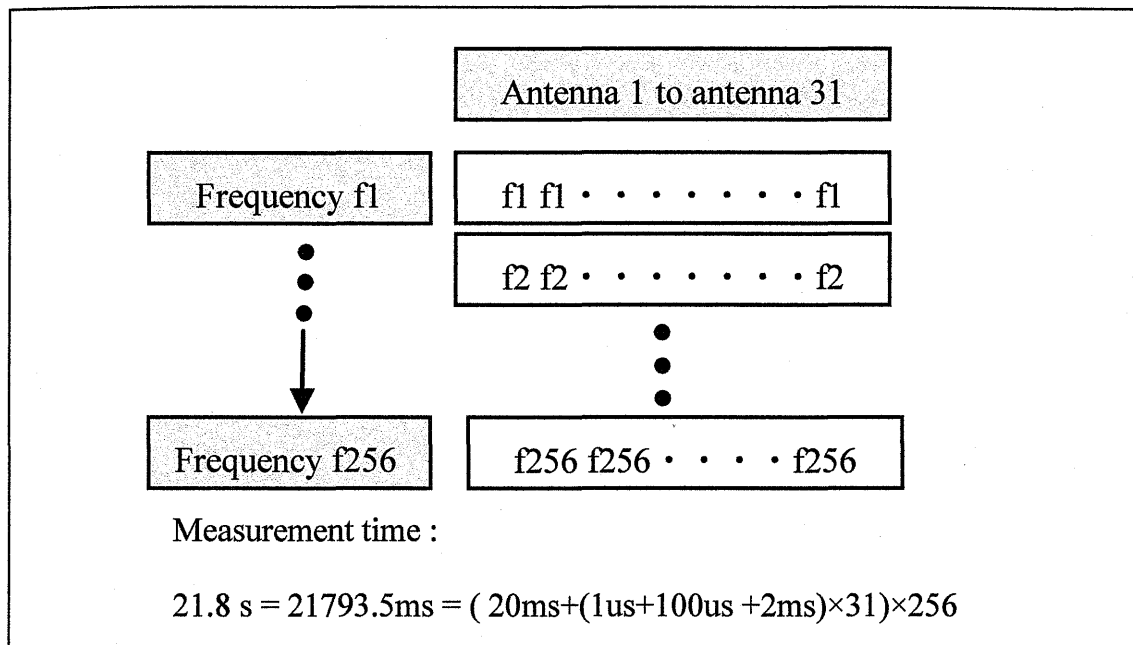 Antenna 1 to antenna 31
Frequency f1
f1 f1 · · · · · · · f1
f2 f2 · · · · · · · f2
Frequency f256
f256 f256 · · · · f256
Measurement time :
21.8 s = 21793.5ms = ( 20ms+(1us+100us +2ms)×31)×256